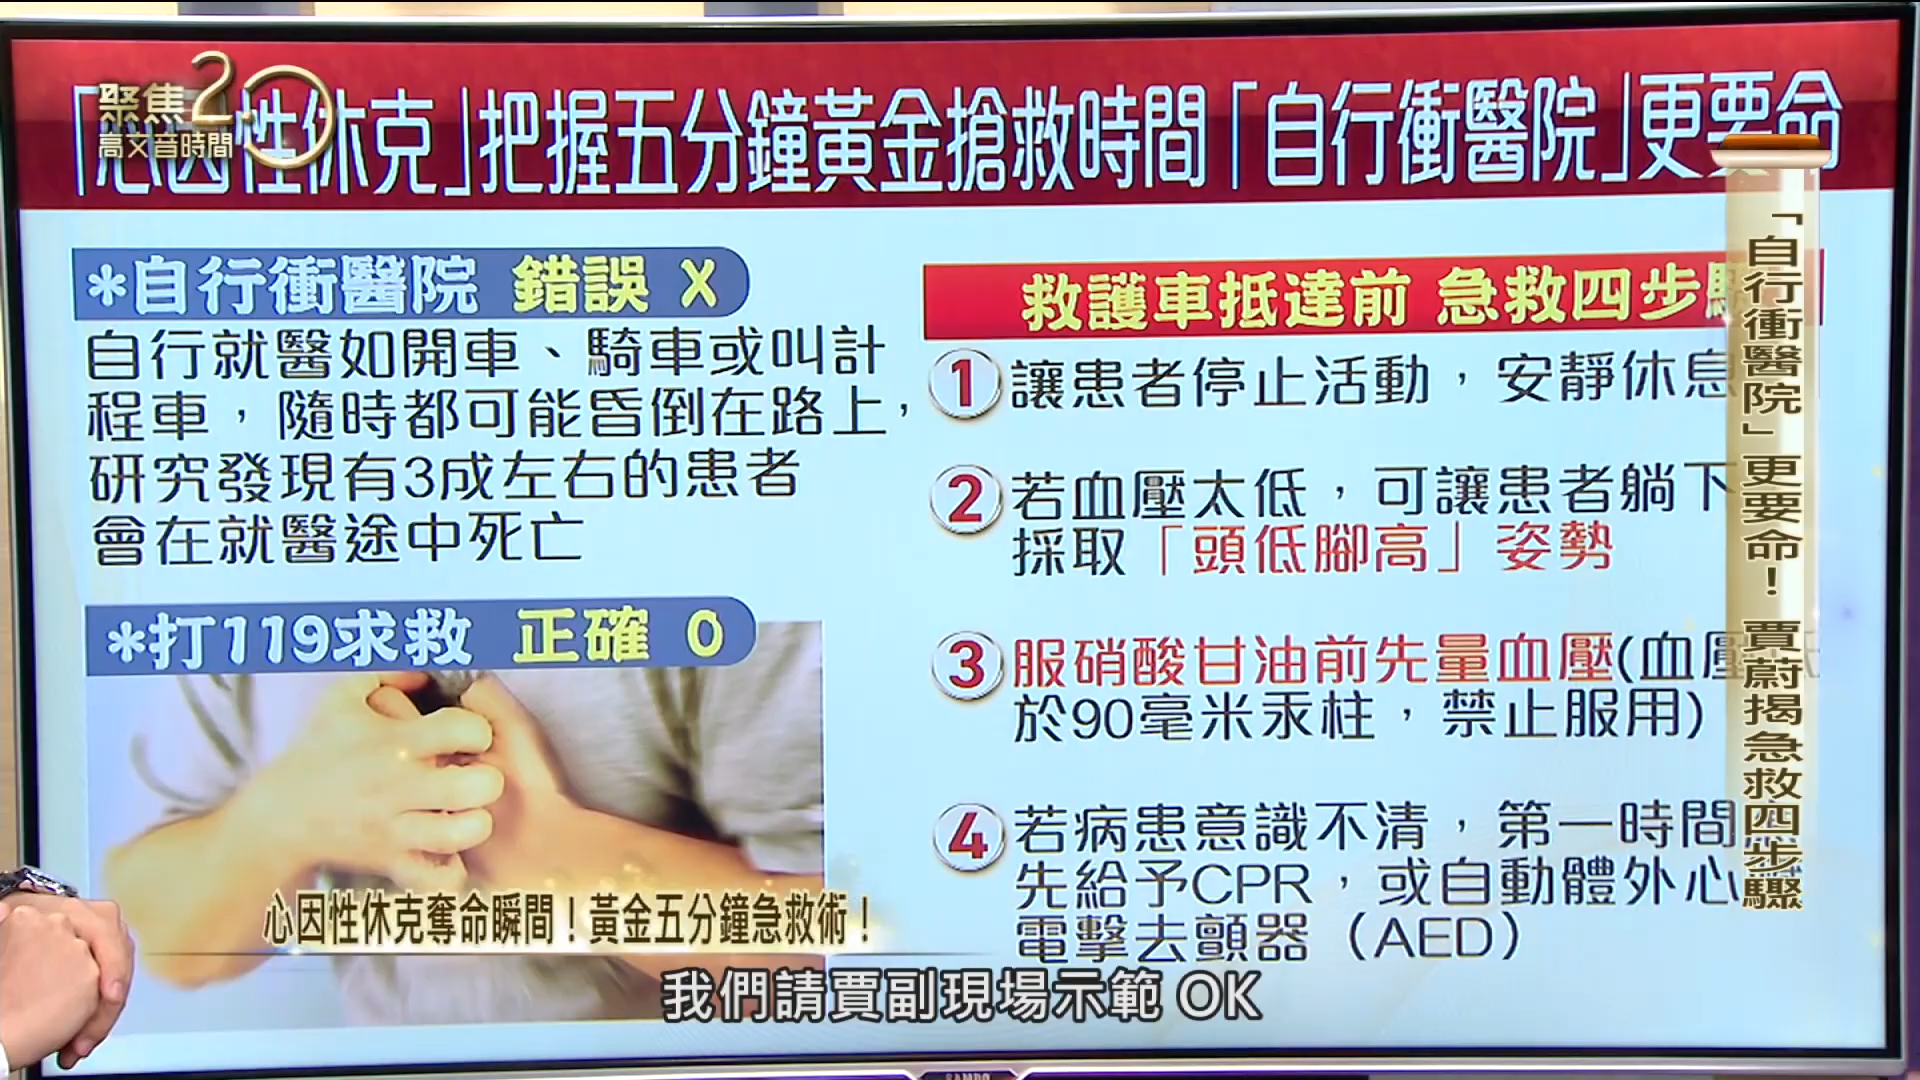 聚焦2.0
高文音時間
「心因性休克」把握五分鐘黃金搶救時間「自行衝醫院」更要命
*自行衝醫院 錯誤 X
自行就醫如開車、騎車或叫計
程車，隨時都可能昏倒在路上，
研究發現有3成左右的患者
會在就醫途中死亡
*打119求救 正確 O
救護車抵達前 急救四步驟
1 讓患者停止活動，安靜休息
2 若血壓太低，可讓患者躺下
採取「頭低腳高」姿勢
3 服硝酸甘油前先量血壓(血壓低
於90毫米汞柱，禁止服用)
4 若病患意識不清，第一時間
先給予CPR，或自動體外心
電擊去顫器（AED）
「自行衝醫院」更要命！ 賈蔚揭急救四步驟
心因性休克奪命瞬間！黃金五分鐘急救術！
我們請賈副現場示範 OK